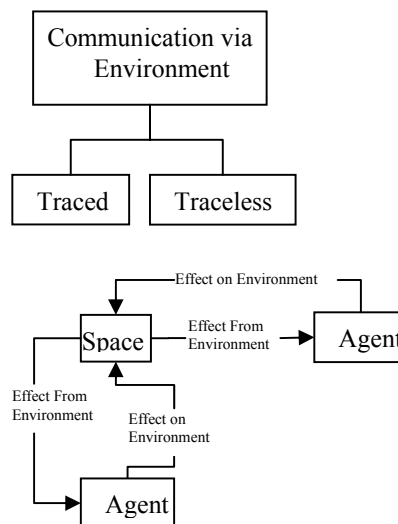 Communication via
Environment
Traced
Traceless
Effect on Environment
Space
Effect From
Environment
Agent
Effect From
Environment
Effect on
Environment
Agent